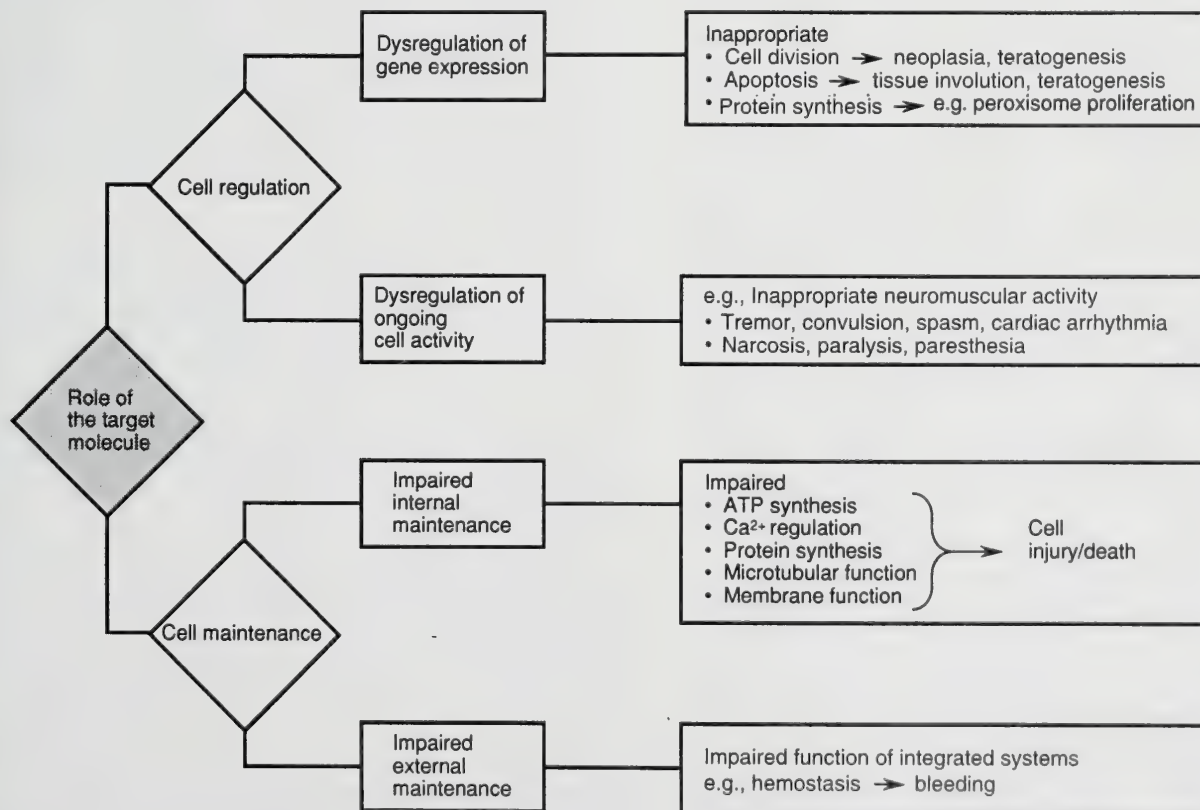 Dysregulation of
gene expression
Inappropriate
• Cell division → neoplasia, teratogenesis
• Apoptosis → tissue involution, teratogenesis
• Protein synthesis → e.g. peroxisome proliferation
Cell regulation
Dysregulation of
ongoing
cell activity
e.g., Inappropriate neuromuscular activity
• Tremor, convulsion, spasm, cardiac arrhythmia
• Narcosis, paralysis, paresthesia
Role of
the target
molecule
Impaired
internal
maintenance
Impaired
• ATP synthesis
• Ca²⁺ regulation
• Protein synthesis
• Microtubular function
• Membrane function
Cell
injury/death
Cell maintenance
Impaired
external
maintenance
Impaired function of integrated systems
e.g., hemostasis → bleeding